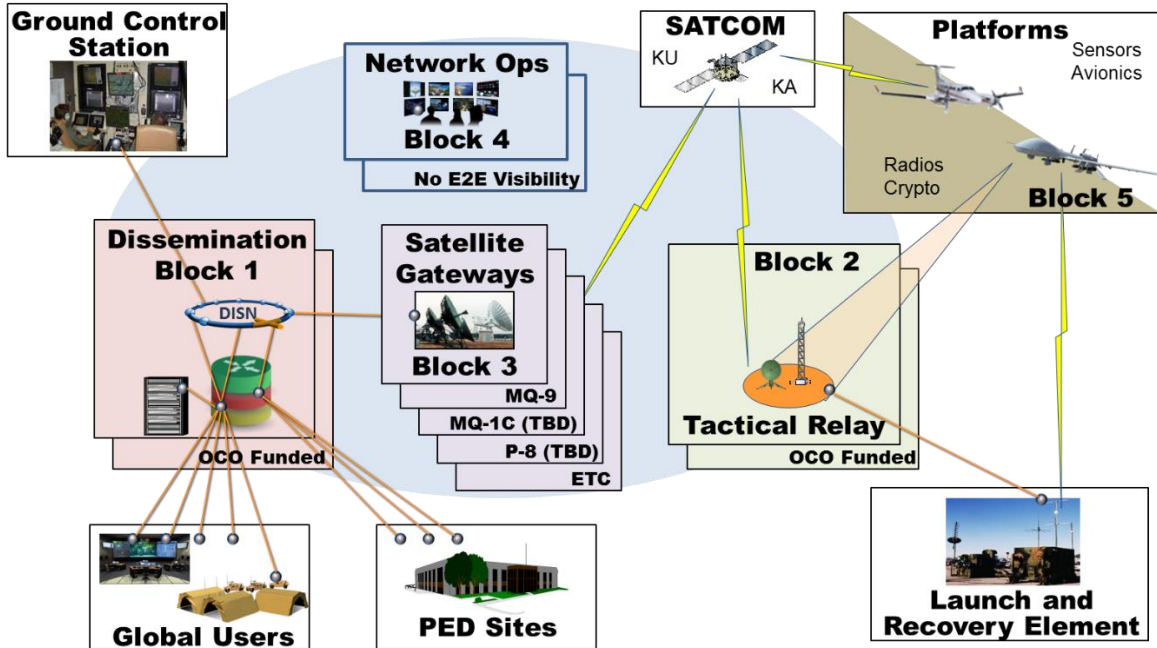 Ground Control
Station
Network Ops
Block 4
No E2E Visibility
SATCOM
KU
KA
Platforms
Sensors
Avionics
Radios
Crypto
Block 5
Dissemination
Block 1
DISN
OCO Funded
Satellite
Gateways
Block 3
MQ-9
MQ-1C (TBD)
P-8 (TBD)
ETC
Block 2
Tactical Relay
OCO Funded
Global Users
PED Sites
Launch and
Recovery Element